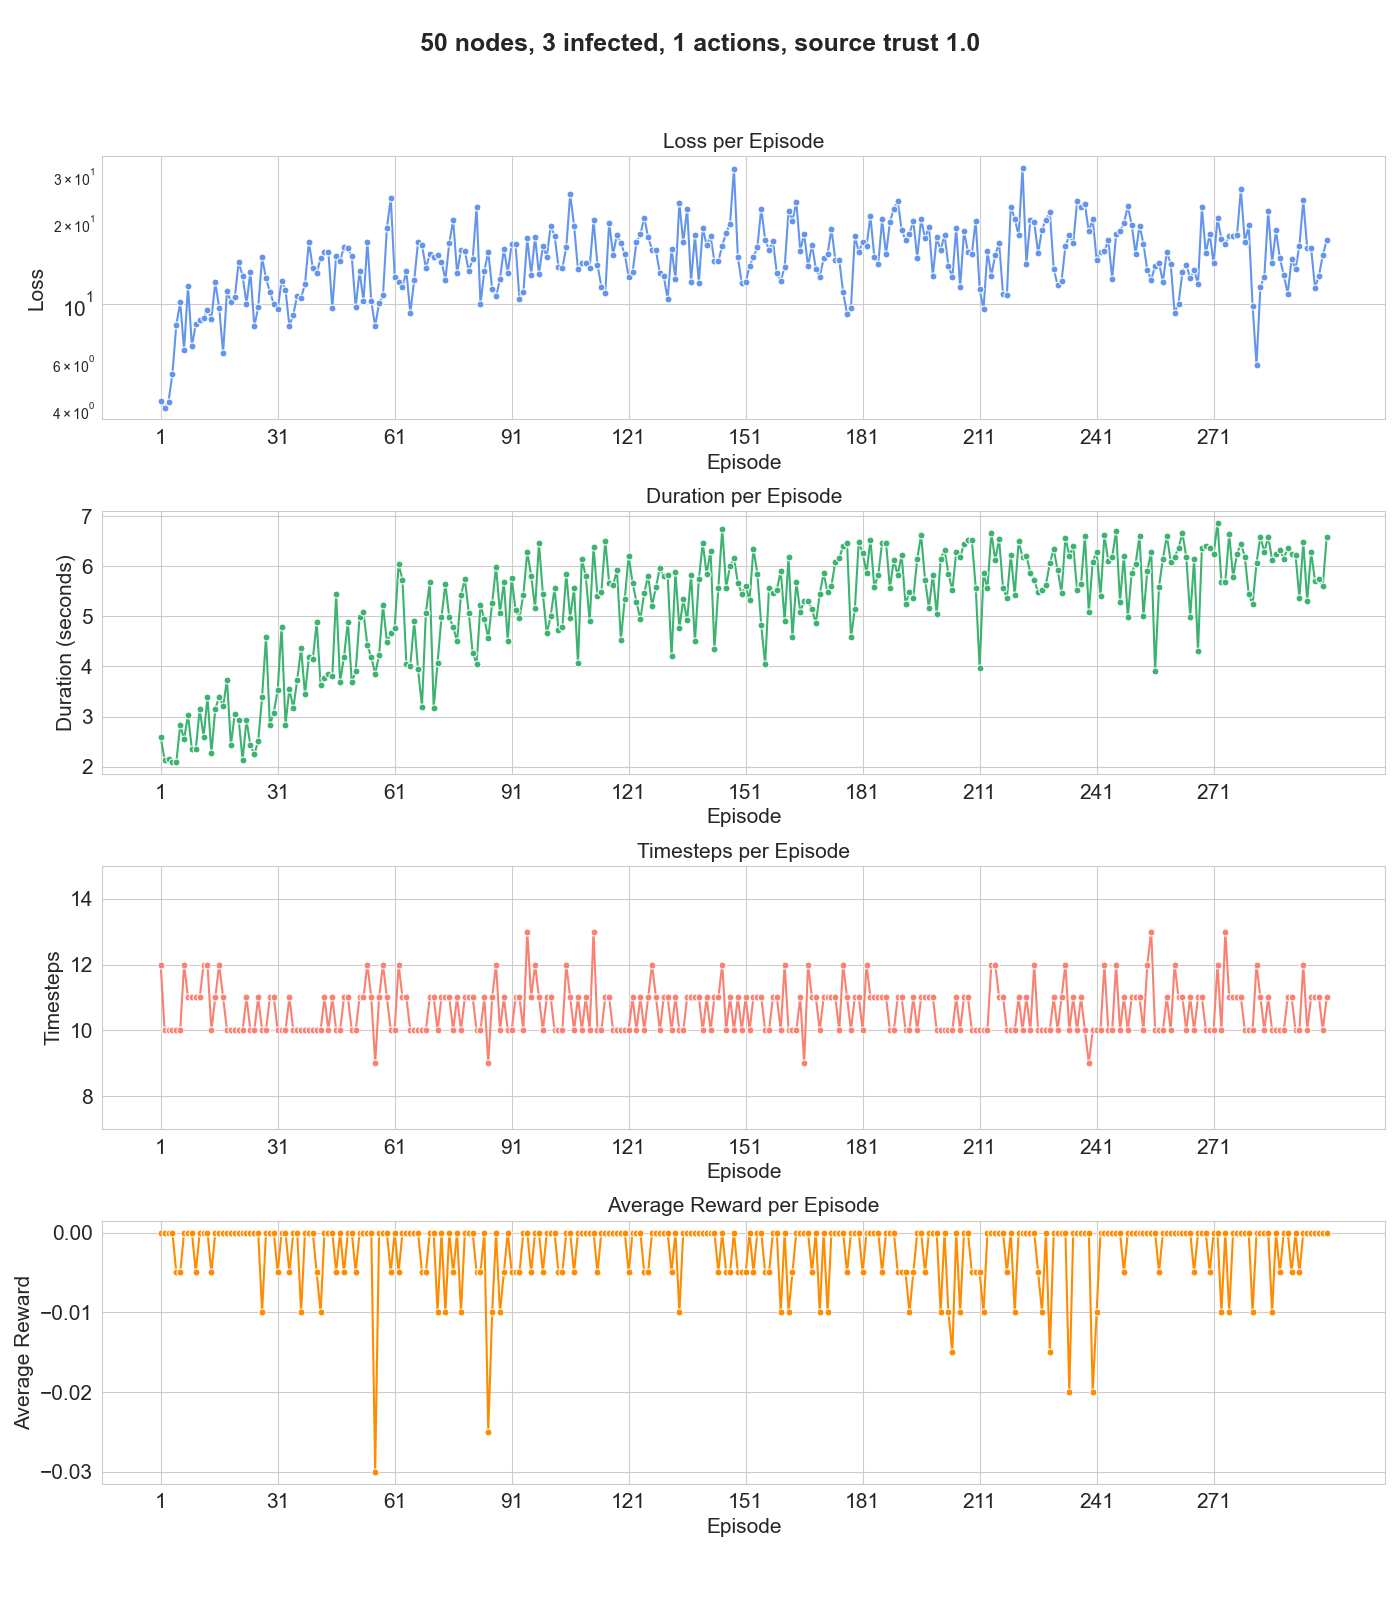 50 nodes, 3 infected, 1 actions, source trust 1.0
Loss per Episode
Loss
3 × 10¹
2 × 10¹
10¹
6 × 10⁰
4 × 10⁰
1 31 61 91 121 151 181 211 241 271
Episode
Duration per Episode
Duration (seconds)
7
6
5
4
3
2
1 31 61 91 121 151 181 211 241 271
Episode
Timesteps per Episode
Timesteps
14
12
10
8
1 31 61 91 121 151 181 211 241 271
Episode
Average Reward per Episode
Average Reward
0.00
−0.01
−0.02
−0.03
1 31 61 91 121 151 181 211 241 271
Episode